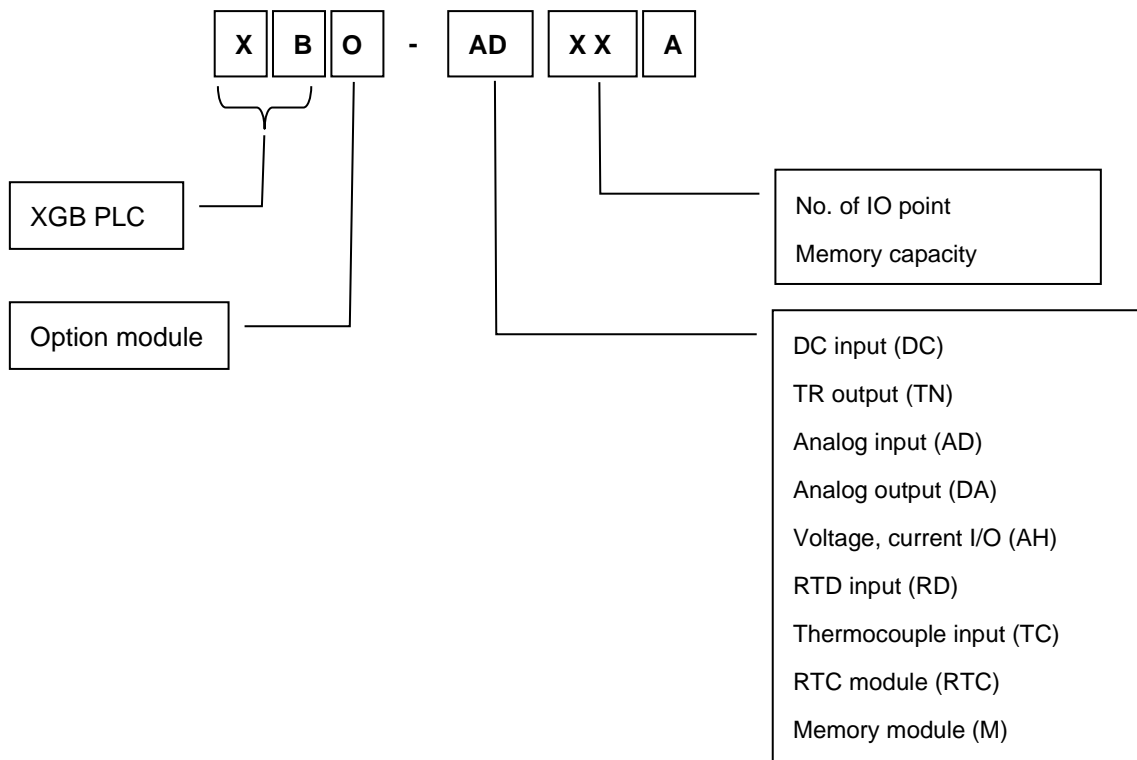 X B O - AD X X A
XGB PLC
Option module
No. of IO point
Memory capacity
DC input (DC)
TR output (TN)
Analog input (AD)
Analog output (DA)
Voltage, current I/O (AH)
RTD input (RD)
Thermocouple input (TC)
RTC module (RTC)
Memory module (M)